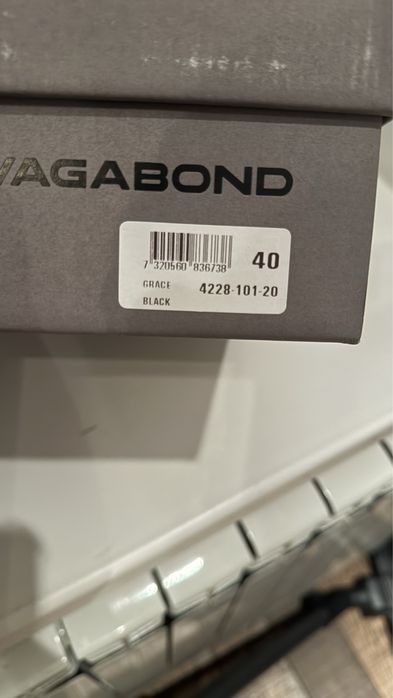 VAGABOND
7 320560 836738
40
GRACE 4228-101-20
BLACK